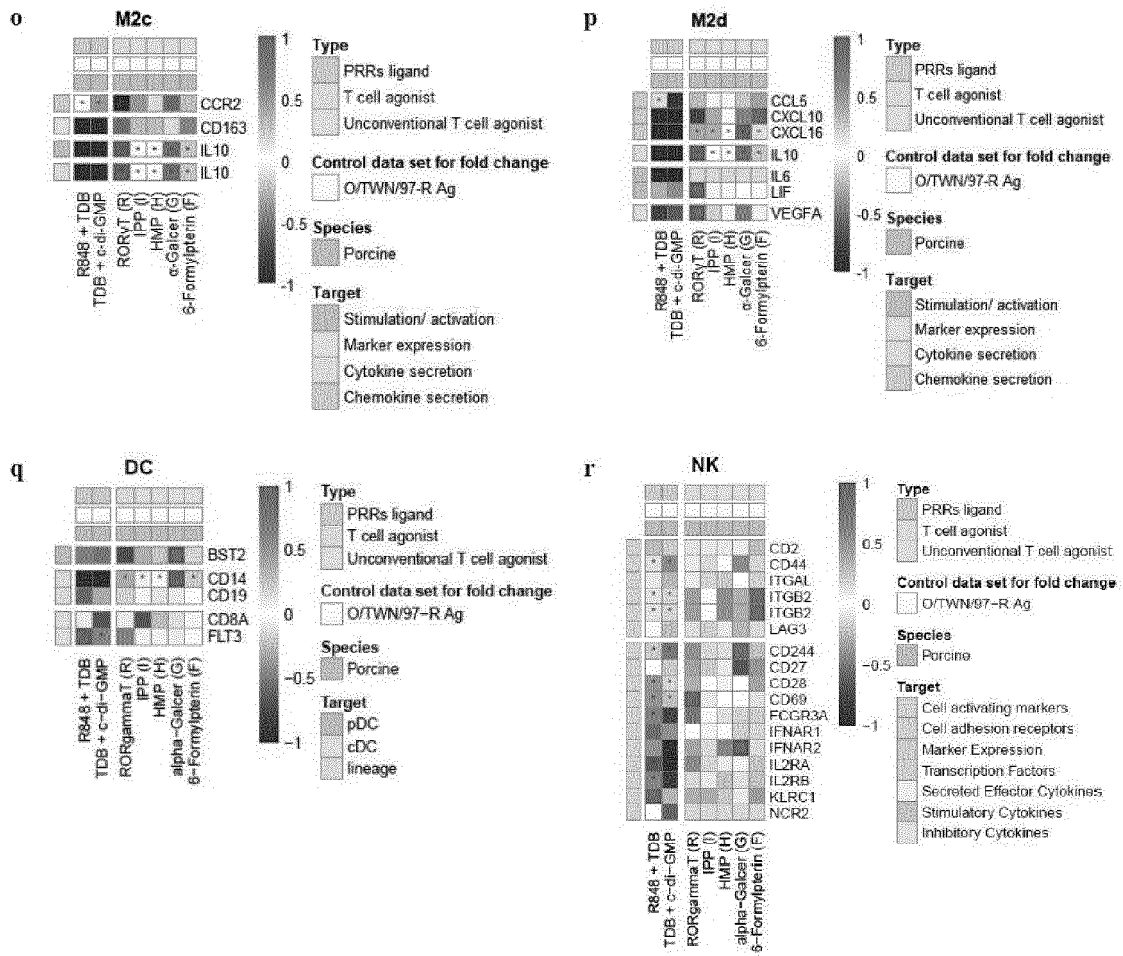 o
M2c
CCR2
CD163
IL10
IL10
R848 + TDB
TDB + c-di-GMP
RORγT (R)
IPP (I)
HMP (H)
α-Galcer (G)
6-Formylpterin (F)
1
0.5
0
-0.5
-1
Type
PRRs ligand
T cell agonist
Unconventional T cell agonist
Control data set for fold change
O/TWN/97-R Ag
Species
Porcine
Target
Stimulation/ activation
Marker expression
Cytokine secretion
Chemokine secretion
p
M2d
CCL5
CXCL10
CXCL16
IL10
IL6
LIF
VEGFA
R848 + TDB
TDB + c-di-GMP
RORγT (R)
IPP (I)
HMP (H)
α-Galcer (G)
6-Formylpterin (F)
1
0.5
0
-0.5
-1
Type
PRRs ligand
T cell agonist
Unconventional T cell agonist
Control data set for fold change
O/TWN/97-R Ag
Species
Porcine
Target
Stimulation/ activation
Marker expression
Cytokine secretion
Chemokine secretion
q
DC
BST2
CD14
CD19
CD8A
FLT3
R848 + TDB
TDB + c-di-GMP
RORgammaT (R)
IPP (I)
HMP (H)
alpha-Galcer (G)
6-Formylpterin (F)
1
0.5
0
−0.5
−1
Type
PRRs ligand
T cell agonist
Unconventional T cell agonist
Control data set for fold change
O/TWN/97−R Ag
Species
Porcine
Target
pDC
cDC
lineage
r
NK
CD2
CD44
ITGAL
ITGB2
ITGB2
LAG3
CD244
CD27
CD28
CD69
FCGR3A
IFNAR1
IFNAR2
IL2RA
IL2RB
KLRC1
NCR2
R848 + TDB
TDB + c−di−GMP
RORgammaT (R)
IPP (I)
HMP (H)
alpha−Galcer (G)
6−Formylpterin (F)
1
0.5
0
−0.5
−1
Type
PRRs ligand
T cell agonist
Unconventional T cell agonist
Control data set for fold change
O/TWN/97−R Ag
Species
Porcine
Target
Cell activating markers
Cell adhesion receptors
Marker Expression
Transcription Factors
Secreted Effector Cytokines
Stimulatory Cytokines
Inhibitory Cytokines